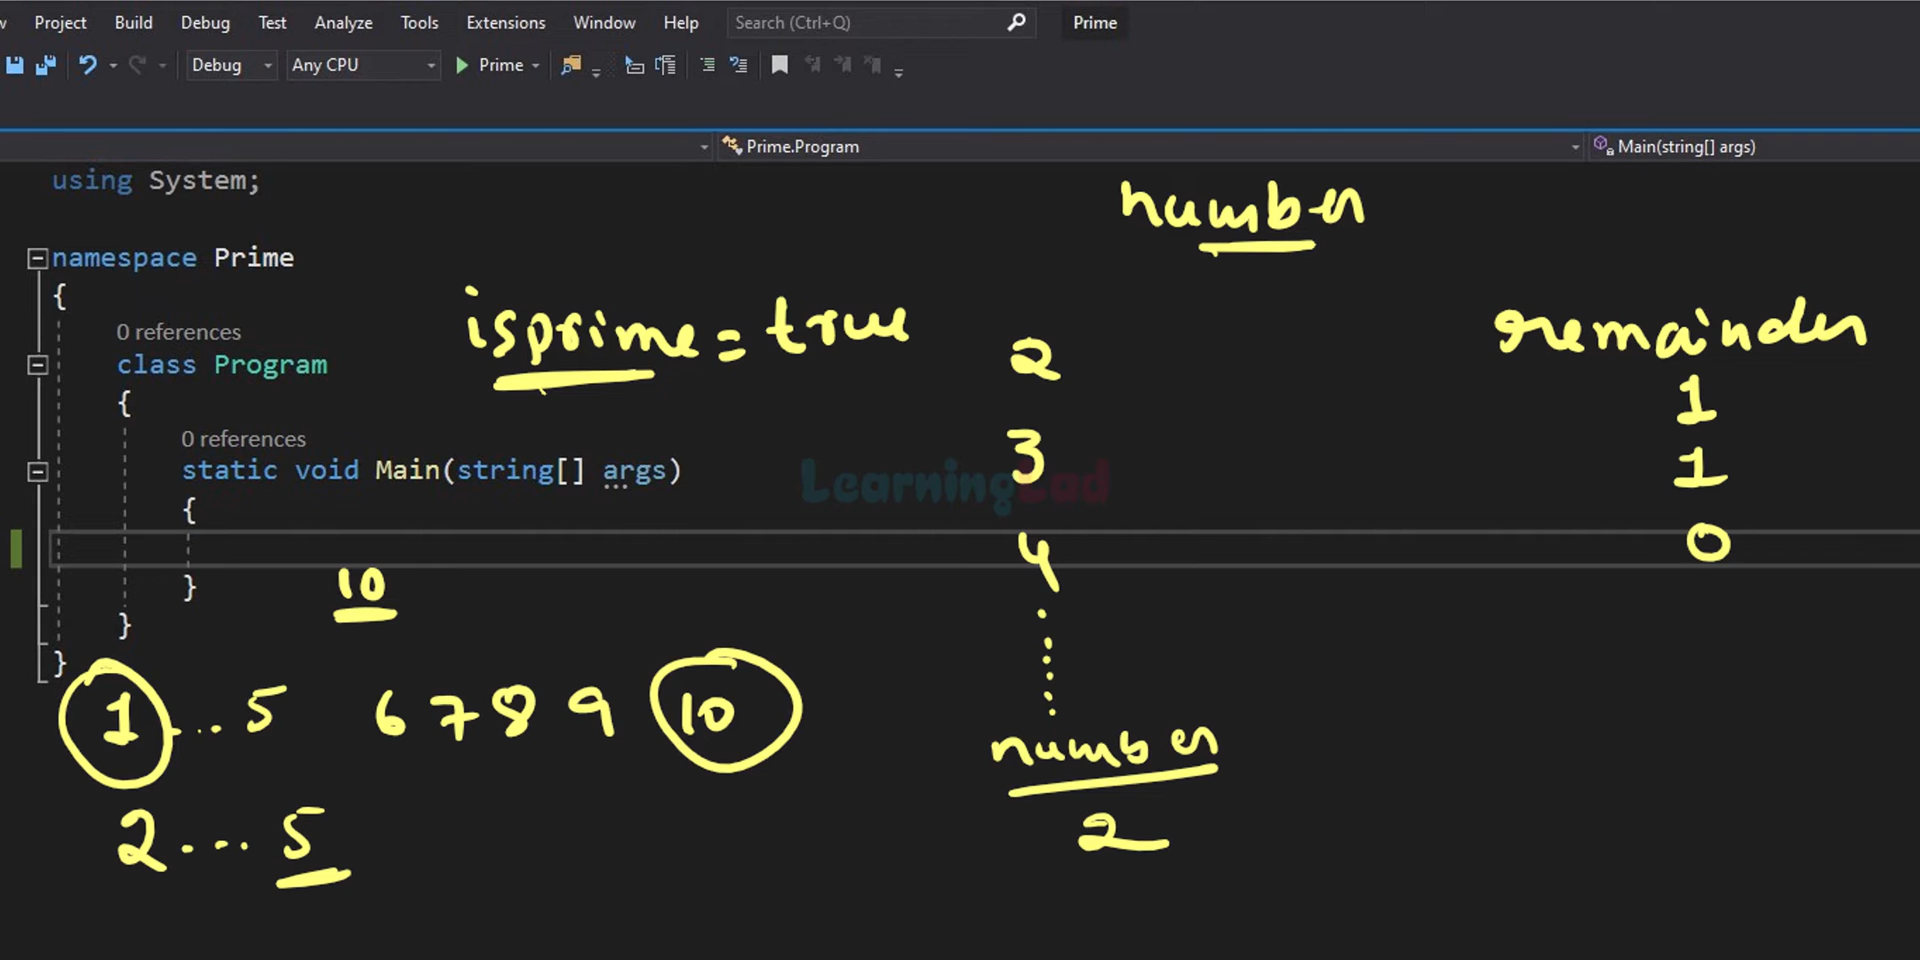 Project Build Debug Test Analyze Tools Extensions Window Help Search (Ctrl+Q) Prime
Debug Any CPU Prime
Prime.Program Main(string[] args)
using System;
namespace Prime
{
0 references
class Program
{
0 references
static void Main(string[] args)
{
}
}
}
number
isprime = true
remainder
2
1
3
1
4
0
number
2
10
1 . . . 5 6 7 8 9 10
2 . . . 5
LearningLad